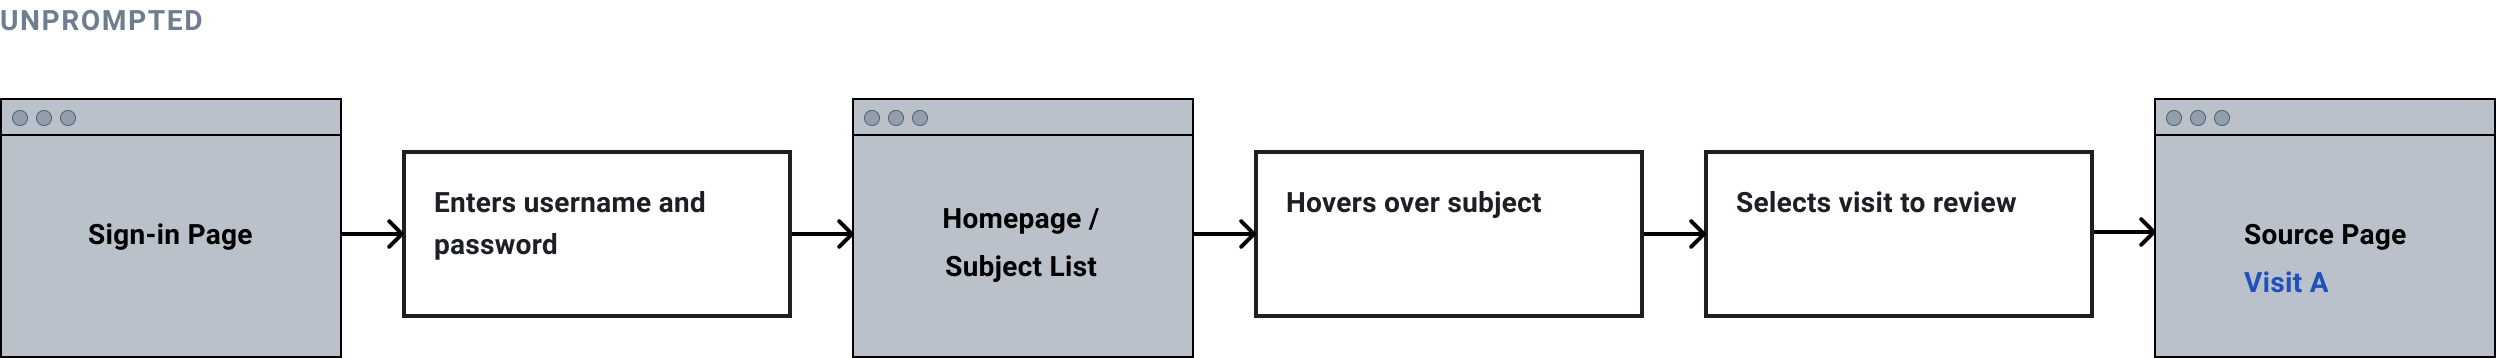 UNPROMPTED
Sign-in Page
Enters username and
password
Homepage /
Subject List
Hovers over subject
Selects visit to review
Source Page
Visit A